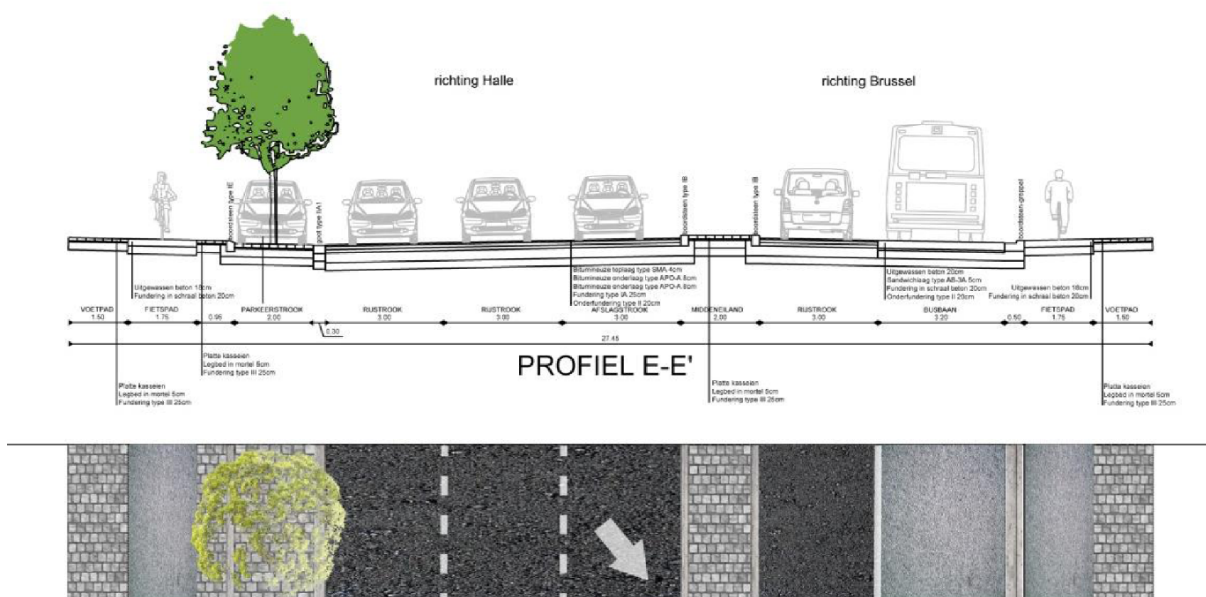 richting Halle
richting Brussel
boordsteen type IE
goot type IIA1
boordsteen type IB
boordsteen type IB
boordsteen-greppel
Uitgewassen beton 18cm
Fundering in schraal beton 20cm
Bitumineuze toplaag type SMA 4cm
Bitumineuze onderlaag type APO-A 8cm
Bitumineuze onderlaag type APO-A 8cm
Fundering type IA 25cm
Onderfundering type II 20cm
Uitgewassen beton 20cm
Sandwichlaag type AB-3A 5cm
Fundering in schraal beton 20cm
Onderfundering type II 25cm
Uitgewassen beton 18cm
Fundering in schraal beton 20cm
VOETPAD FIETSPAD PARKEERSTROOK RIJSTROOK RIJSTROOK AFSLAGSTROOK MIDDENEILAND RIJSTROOK BUSBAAN FIETSPAD VOETPAD
1.50 1.75 0.95 2.00 3.00 3.00 3.00 2.00 3.00 3.20 0.50 1.75 1.50
0.30
27.45
PROFIEL E-E'
Platte kasseien
Legbed in mortel 5cm
Fundering type III 25cm
Platte kasseien
Legbed in mortel 5cm
Fundering type III 25cm
Platte kasseien
Legbed in mortel 5cm
Fundering type III 25cm
Platte kasseien
Legbed in mortel 5cm
Fundering type III 25cm